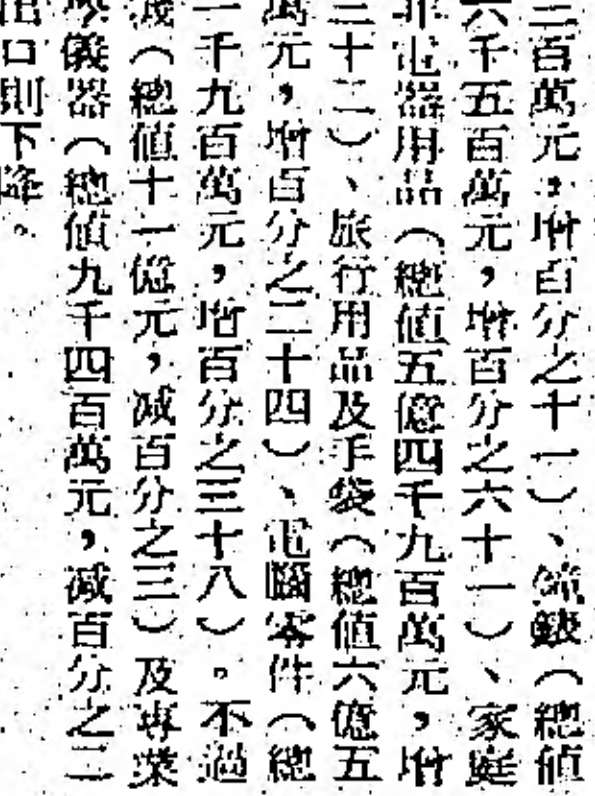 三百萬元，增百分之十一）、鐘錶（總值
六千五百萬元，增百分之六十一）、家庭
非電器用品（總值五億四千九百萬元，增
三十二）、旅行用品及手袋（總值六億五
萬元，增百分之二十四）、電腦零件（總
一千九百萬元，增百分之三十八）。不過
（總值十一億元，減百分之三）及專業
儀器（總值九千四百萬元，減百分之二
出口則下降。